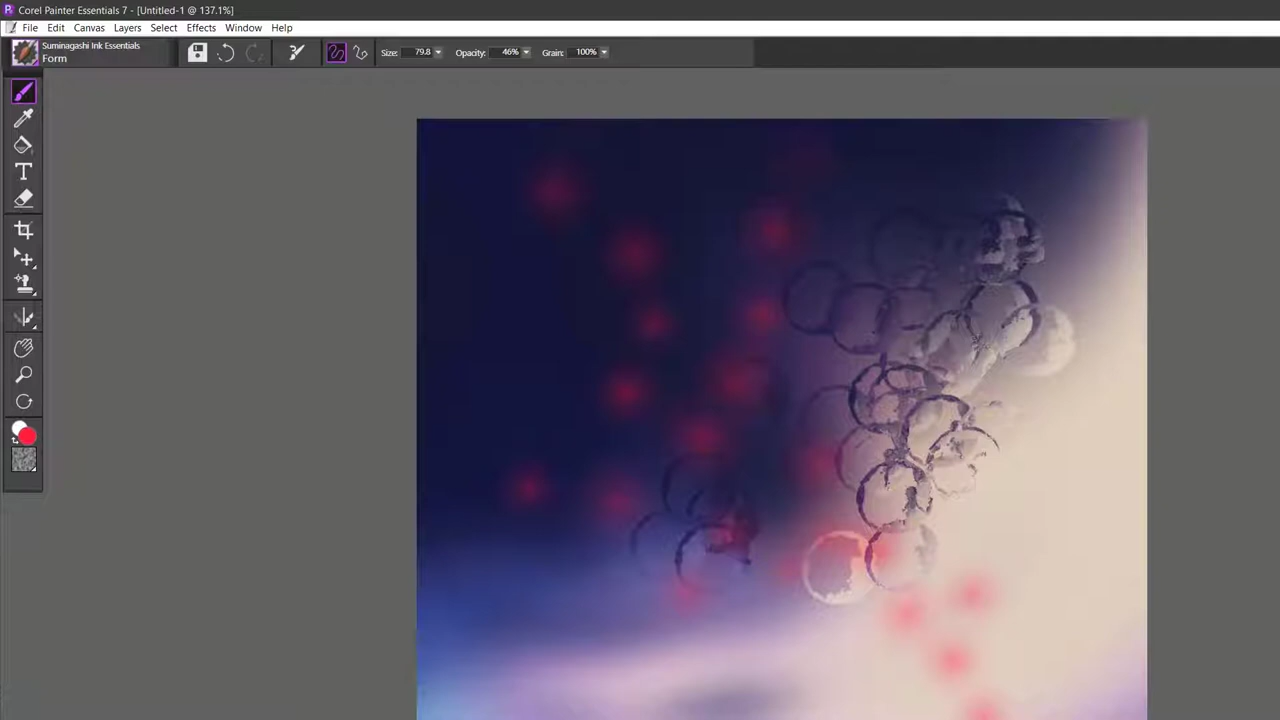 Corel Painter Essentials 7 - [Untitled-1 @ 137.1%]
File Edit Canvas Layers Select Effects Window Help
Suminagashi Ink Essentials
Form
Size: 79.8 Opacity: 46% Grain: 100%
T